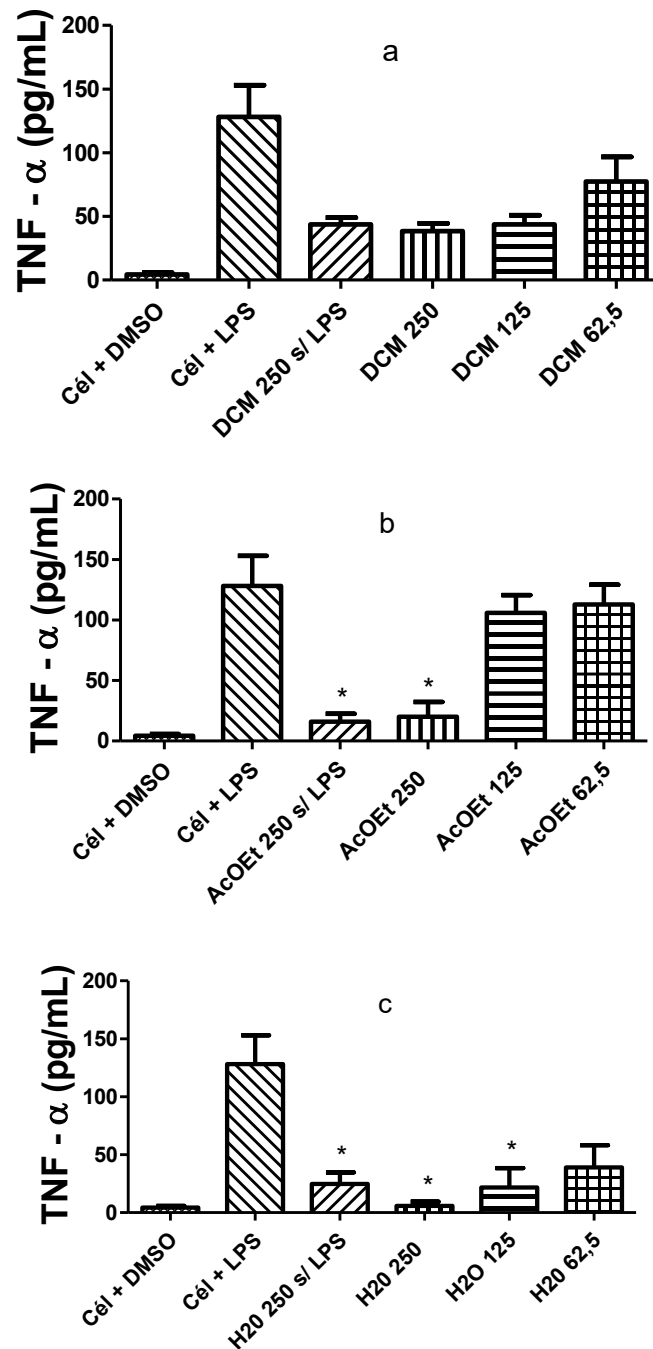 a
TNF - α (pg/mL)
200
150
100
50
0
Cél + DMSO
Cél + LPS
DCM 250 s/ LPS
DCM 250
DCM 125
DCM 62,5
b
TNF - α (pg/mL)
200
150
100
50
0
*
*
Cél + DMSO
Cél + LPS
AcOEt 250 s/ LPS
AcOEt 250
AcOEt 125
AcOEt 62,5
c
TNF - α (pg/mL)
200
150
100
50
0
*
*
*
Cél + DMSO
Cél + LPS
H20 250 s/ LPS
H20 250
H2O 125
H20 62,5